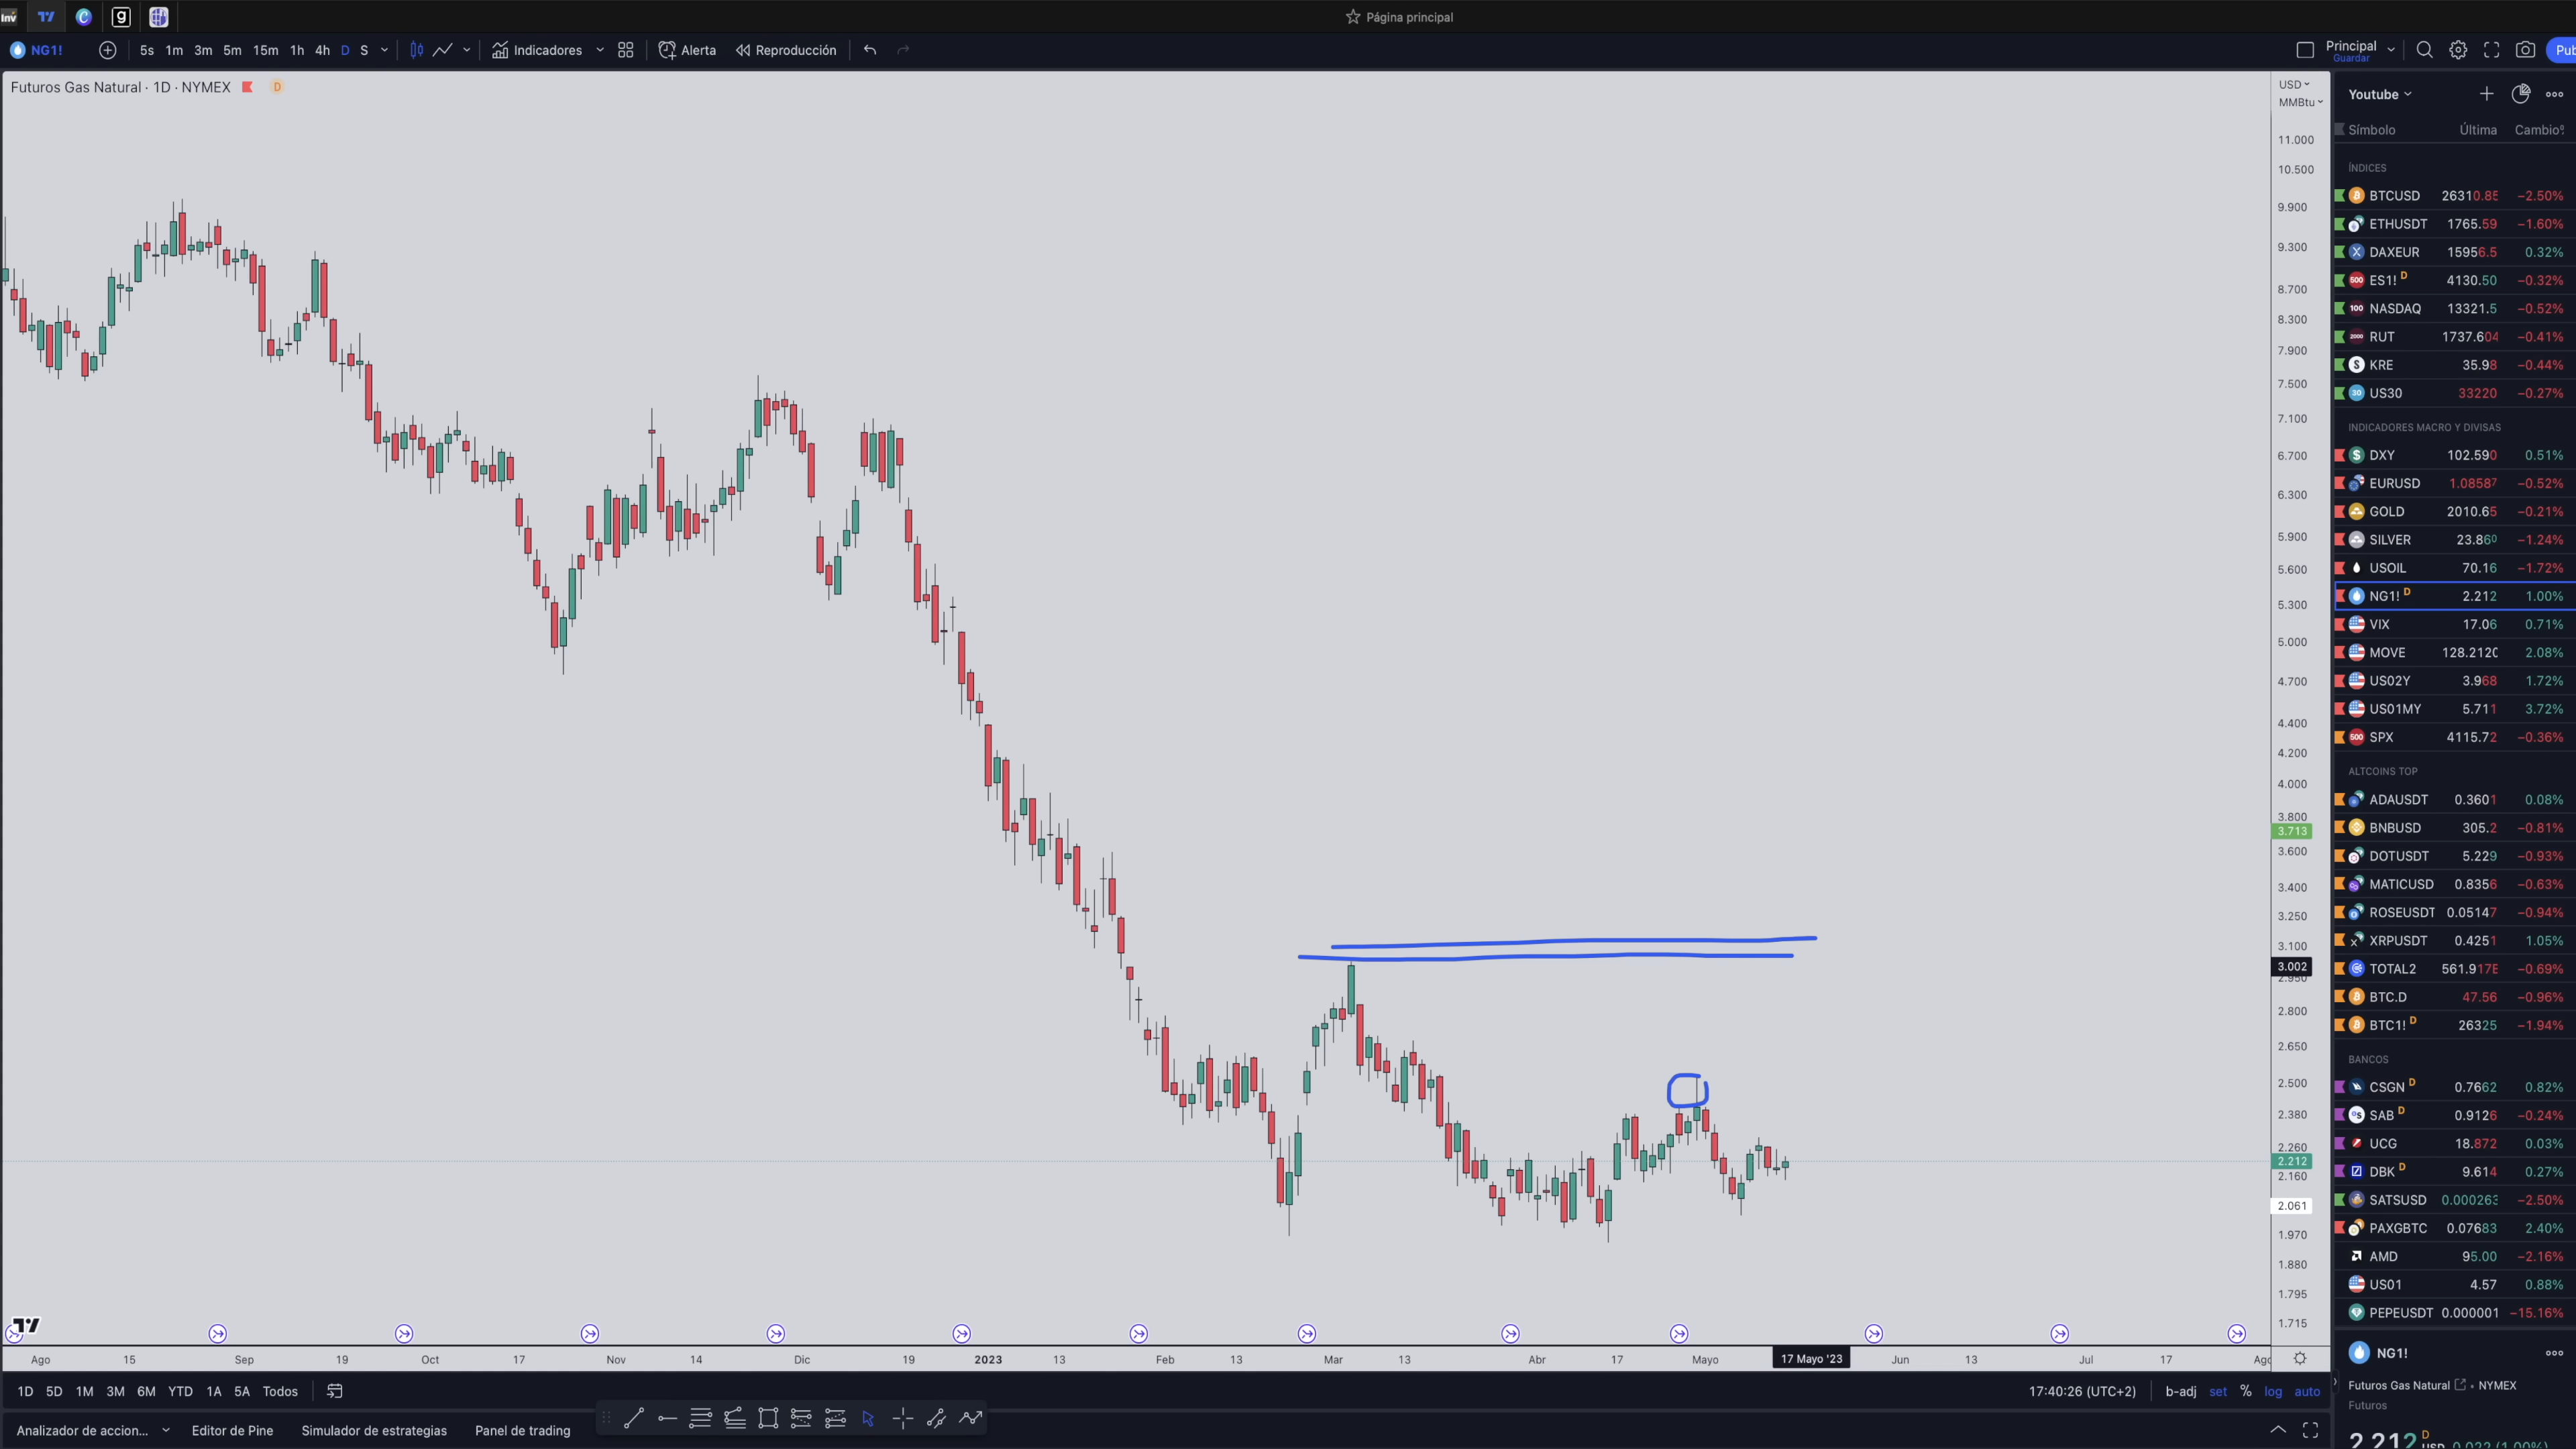 Inv
Página principal
NG1! 5s 1m 3m 5m 15m 1h 4h D S Indicadores Alerta Reproducción Principal Guardar
Futuros Gas Natural · 1D · NYMEX D
USD
MMBtu
11.000
10.500
9.900
9.300
8.700
8.300
7.900
7.500
7.100
6.700
6.300
5.900
5.600
5.300
5.000
4.700
4.400
4.200
4.000
3.800
3.713
3.600
3.400
3.250
3.100
3.002
2.950
2.800
2.650
2.500
2.380
2.260
2.212
2.160
2.061
1.970
1.880
1.795
1.715
Ago 15 Sep 19 Oct 17 Nov 14 Dic 19 2023 13 Feb 13 Mar 13 Abr 17 Mayo 17 Mayo '23 Jun 13 Jul 17 Ago
1D 5D 1M 3M 6M YTD 1A 5A Todos 17:40:26 (UTC+2) b-adj set % log auto
Analizador de accion... Editor de Pine Simulador de estrategias Panel de trading
Youtube
Símbolo Última Cambio%
ÍNDICES
BTCUSD 26310.85 −2.50%
ETHUSDT 1765.59 −1.60%
DAXEUR 15956.5 0.32%
ES1! D 4130.50 −0.32%
NASDAQ 13321.5 −0.52%
RUT 1737.604 −0.41%
KRE 35.98 −0.44%
US30 33220 −0.27%
INDICADORES MACRO Y DIVISAS
DXY 102.590 0.51%
EURUSD 1.08587 −0.52%
GOLD 2010.65 −0.21%
SILVER 23.860 −1.24%
USOIL 70.16 −1.72%
NG1! D 2.212 1.00%
VIX 17.06 0.71%
MOVE 128.2120 2.08%
US02Y 3.968 1.72%
US01MY 5.711 3.72%
SPX 4115.72 −0.36%
ALTCOINS TOP
ADAUSDT 0.3601 0.08%
BNBUSD 305.2 −0.81%
DOTUSDT 5.229 −0.93%
MATICUSD 0.8356 −0.63%
ROSEUSDT 0.05147 −0.94%
XRPUSDT 0.4251 1.05%
TOTAL2 561.917B −0.69%
BTC.D 47.56 −0.96%
BTC1! D 26325 −1.94%
BANCOS
CSGN D 0.7662 0.82%
SAB D 0.9126 −0.24%
UCG 18.872 0.03%
DBK D 9.614 0.27%
SATSUSD 0.000263 −2.50%
PAXGBTC 0.07683 2.40%
AMD 95.00 −2.16%
US01 4.57 0.88%
PEPEUSDT 0.000001 −15.16%
NG1!
Futuros Gas Natural • NYMEX
Futuros
2.212 D USD 0.022 (1.00%)